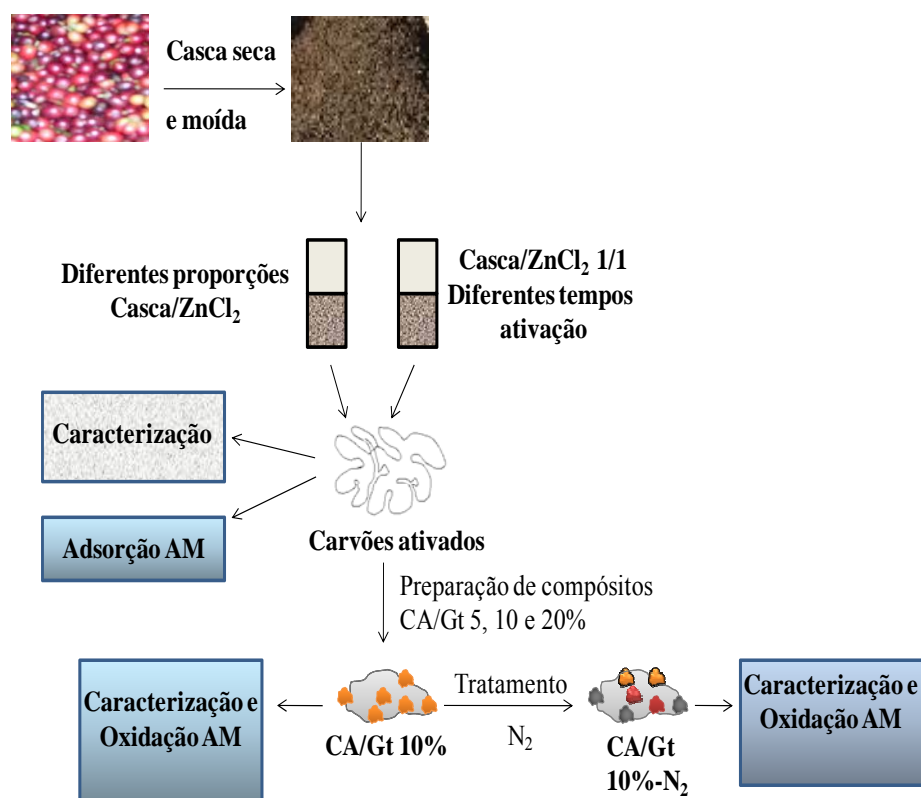 Casca seca
e moída
Diferentes proporções
Casca/ZnCl₂
Casca/ZnCl₂ 1/1
Diferentes tempos
ativação
Caracterização
Adsorção AM
Carvões ativados
Preparação de compósitos
CA/Gt 5, 10 e 20%
Caracterização e
Oxidação AM
CA/Gt 10%
Tratamento
N₂
CA/Gt
10%-N₂
Caracterização e
Oxidação AM